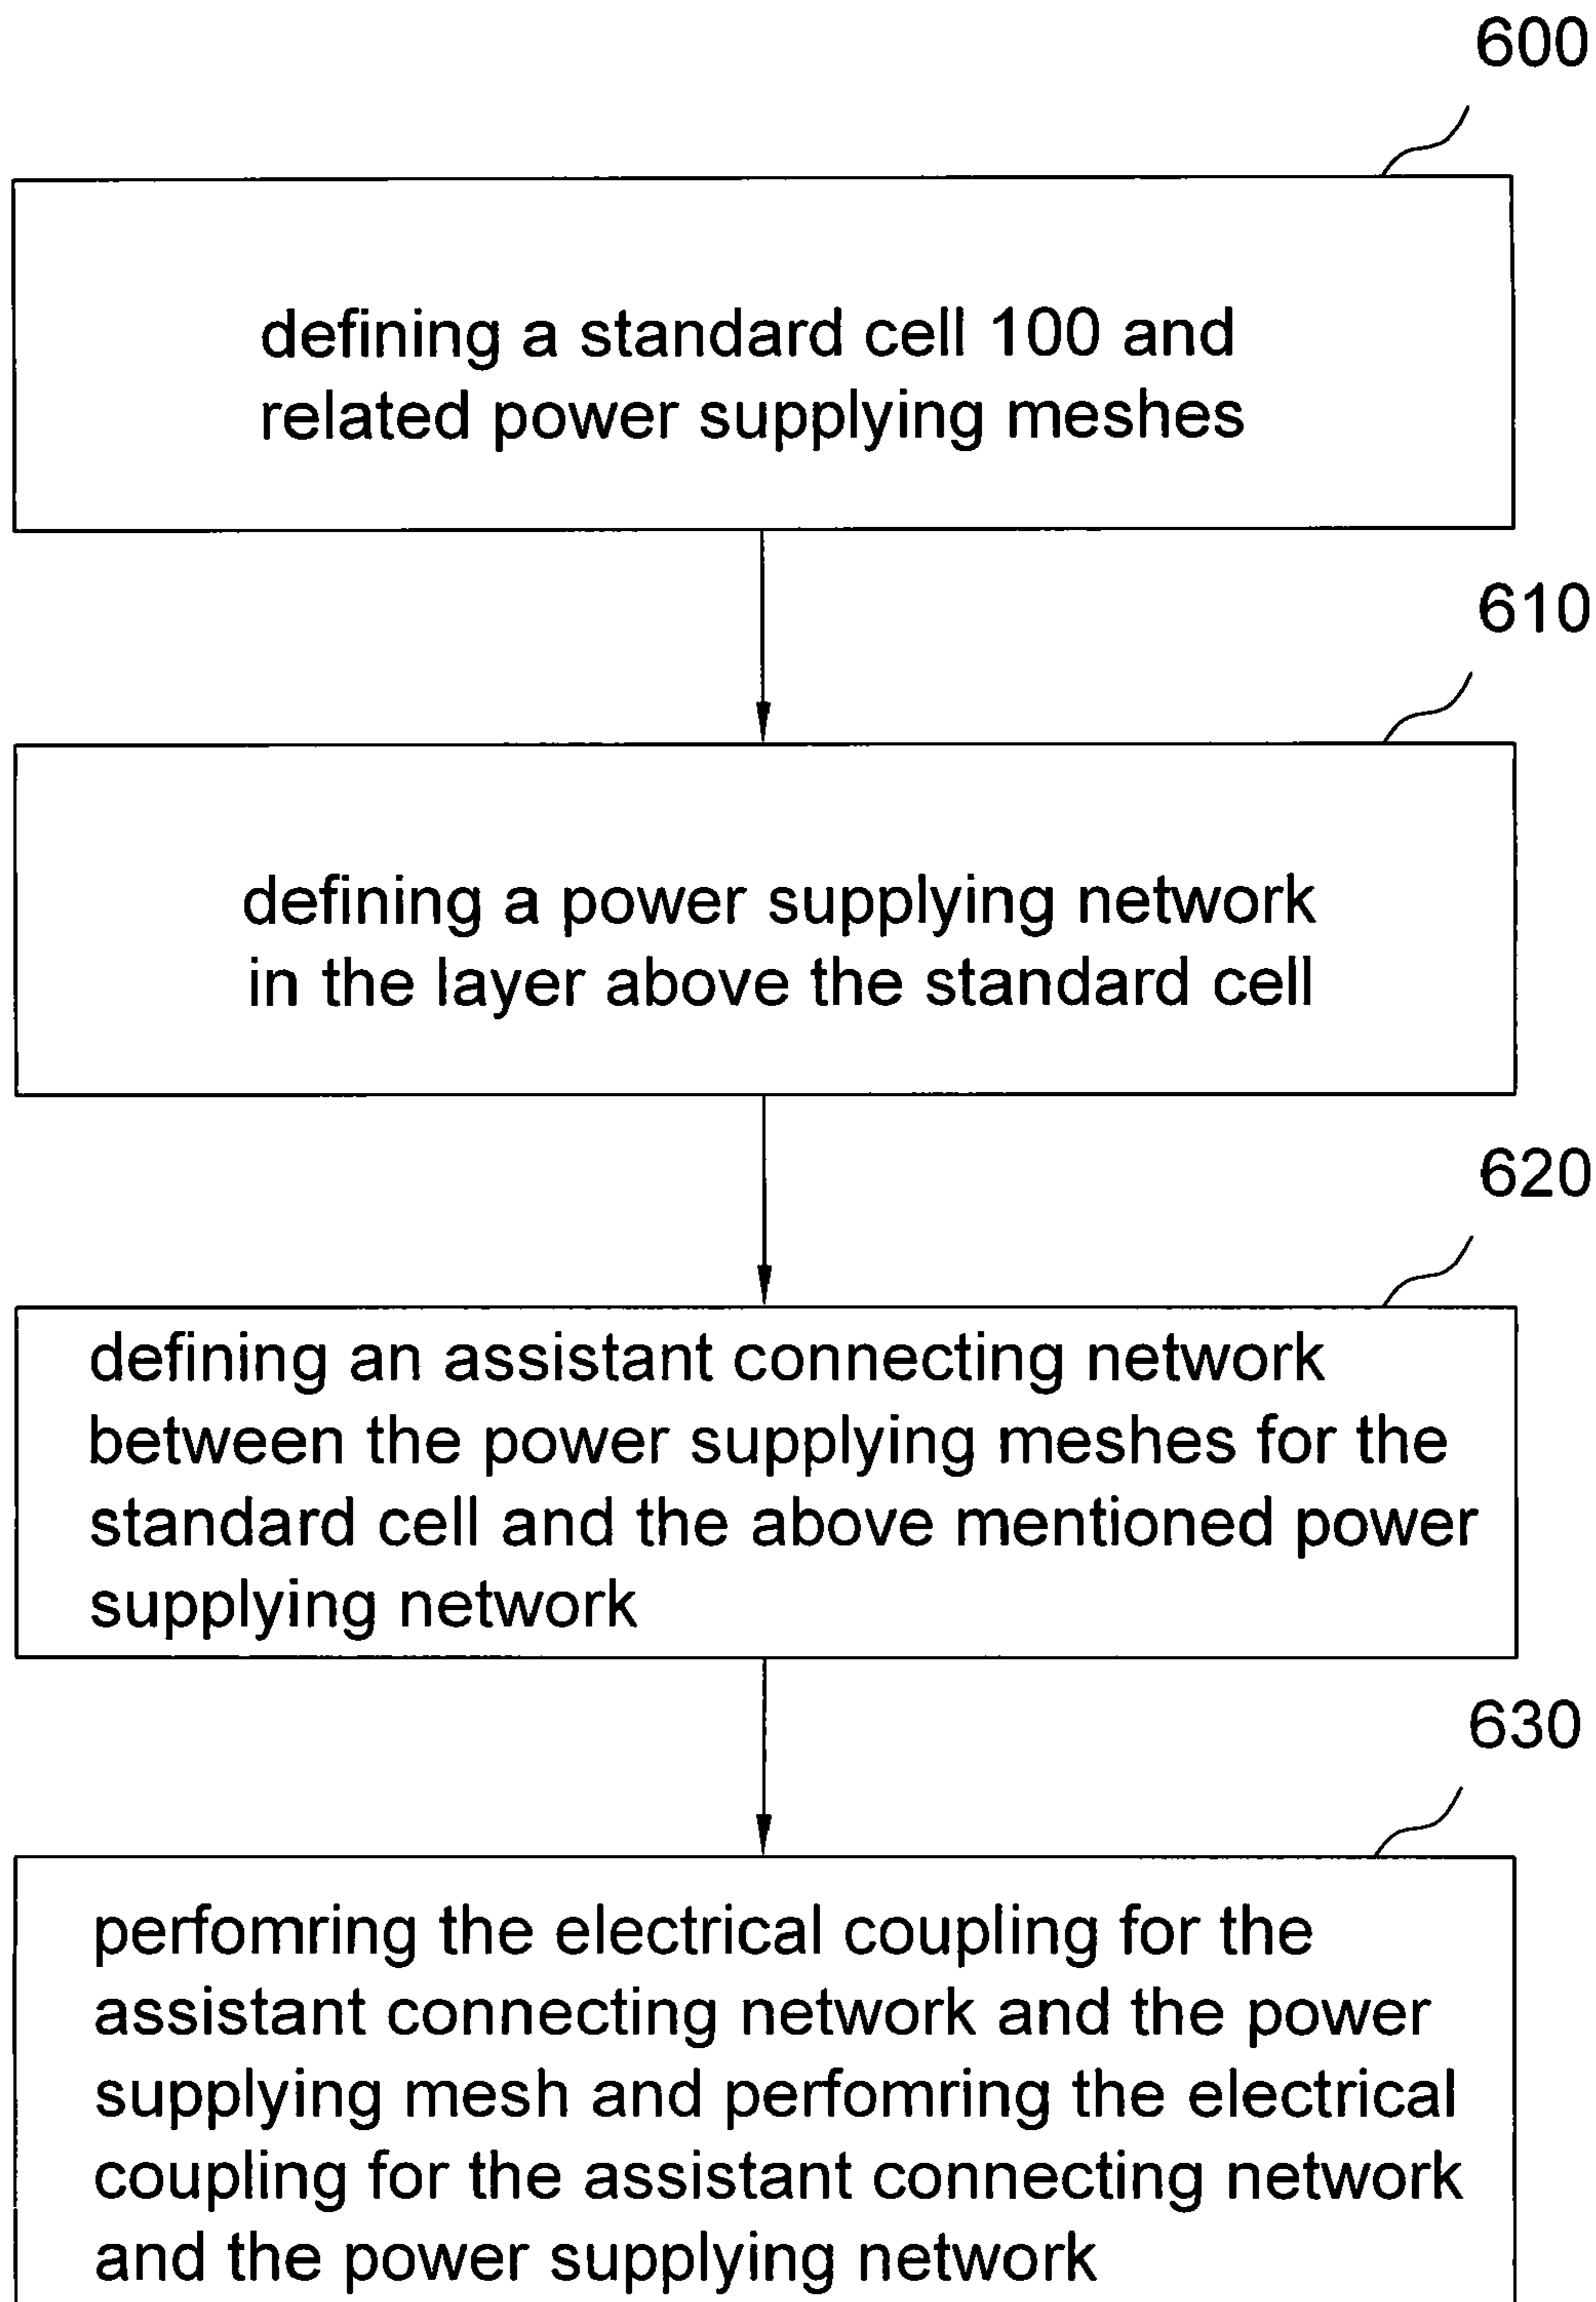 600
defining a standard cell 100 and
related power supplying meshes
610
defining a power supplying network
in the layer above the standard cell
620
defining an assistant connecting network
between the power supplying meshes for the
standard cell and the above mentioned power
supplying network
630
perfomring the electrical coupling for the
assistant connecting network and the power
supplying mesh and perfomring the electrical
coupling for the assistant connecting network
and the power supplying network